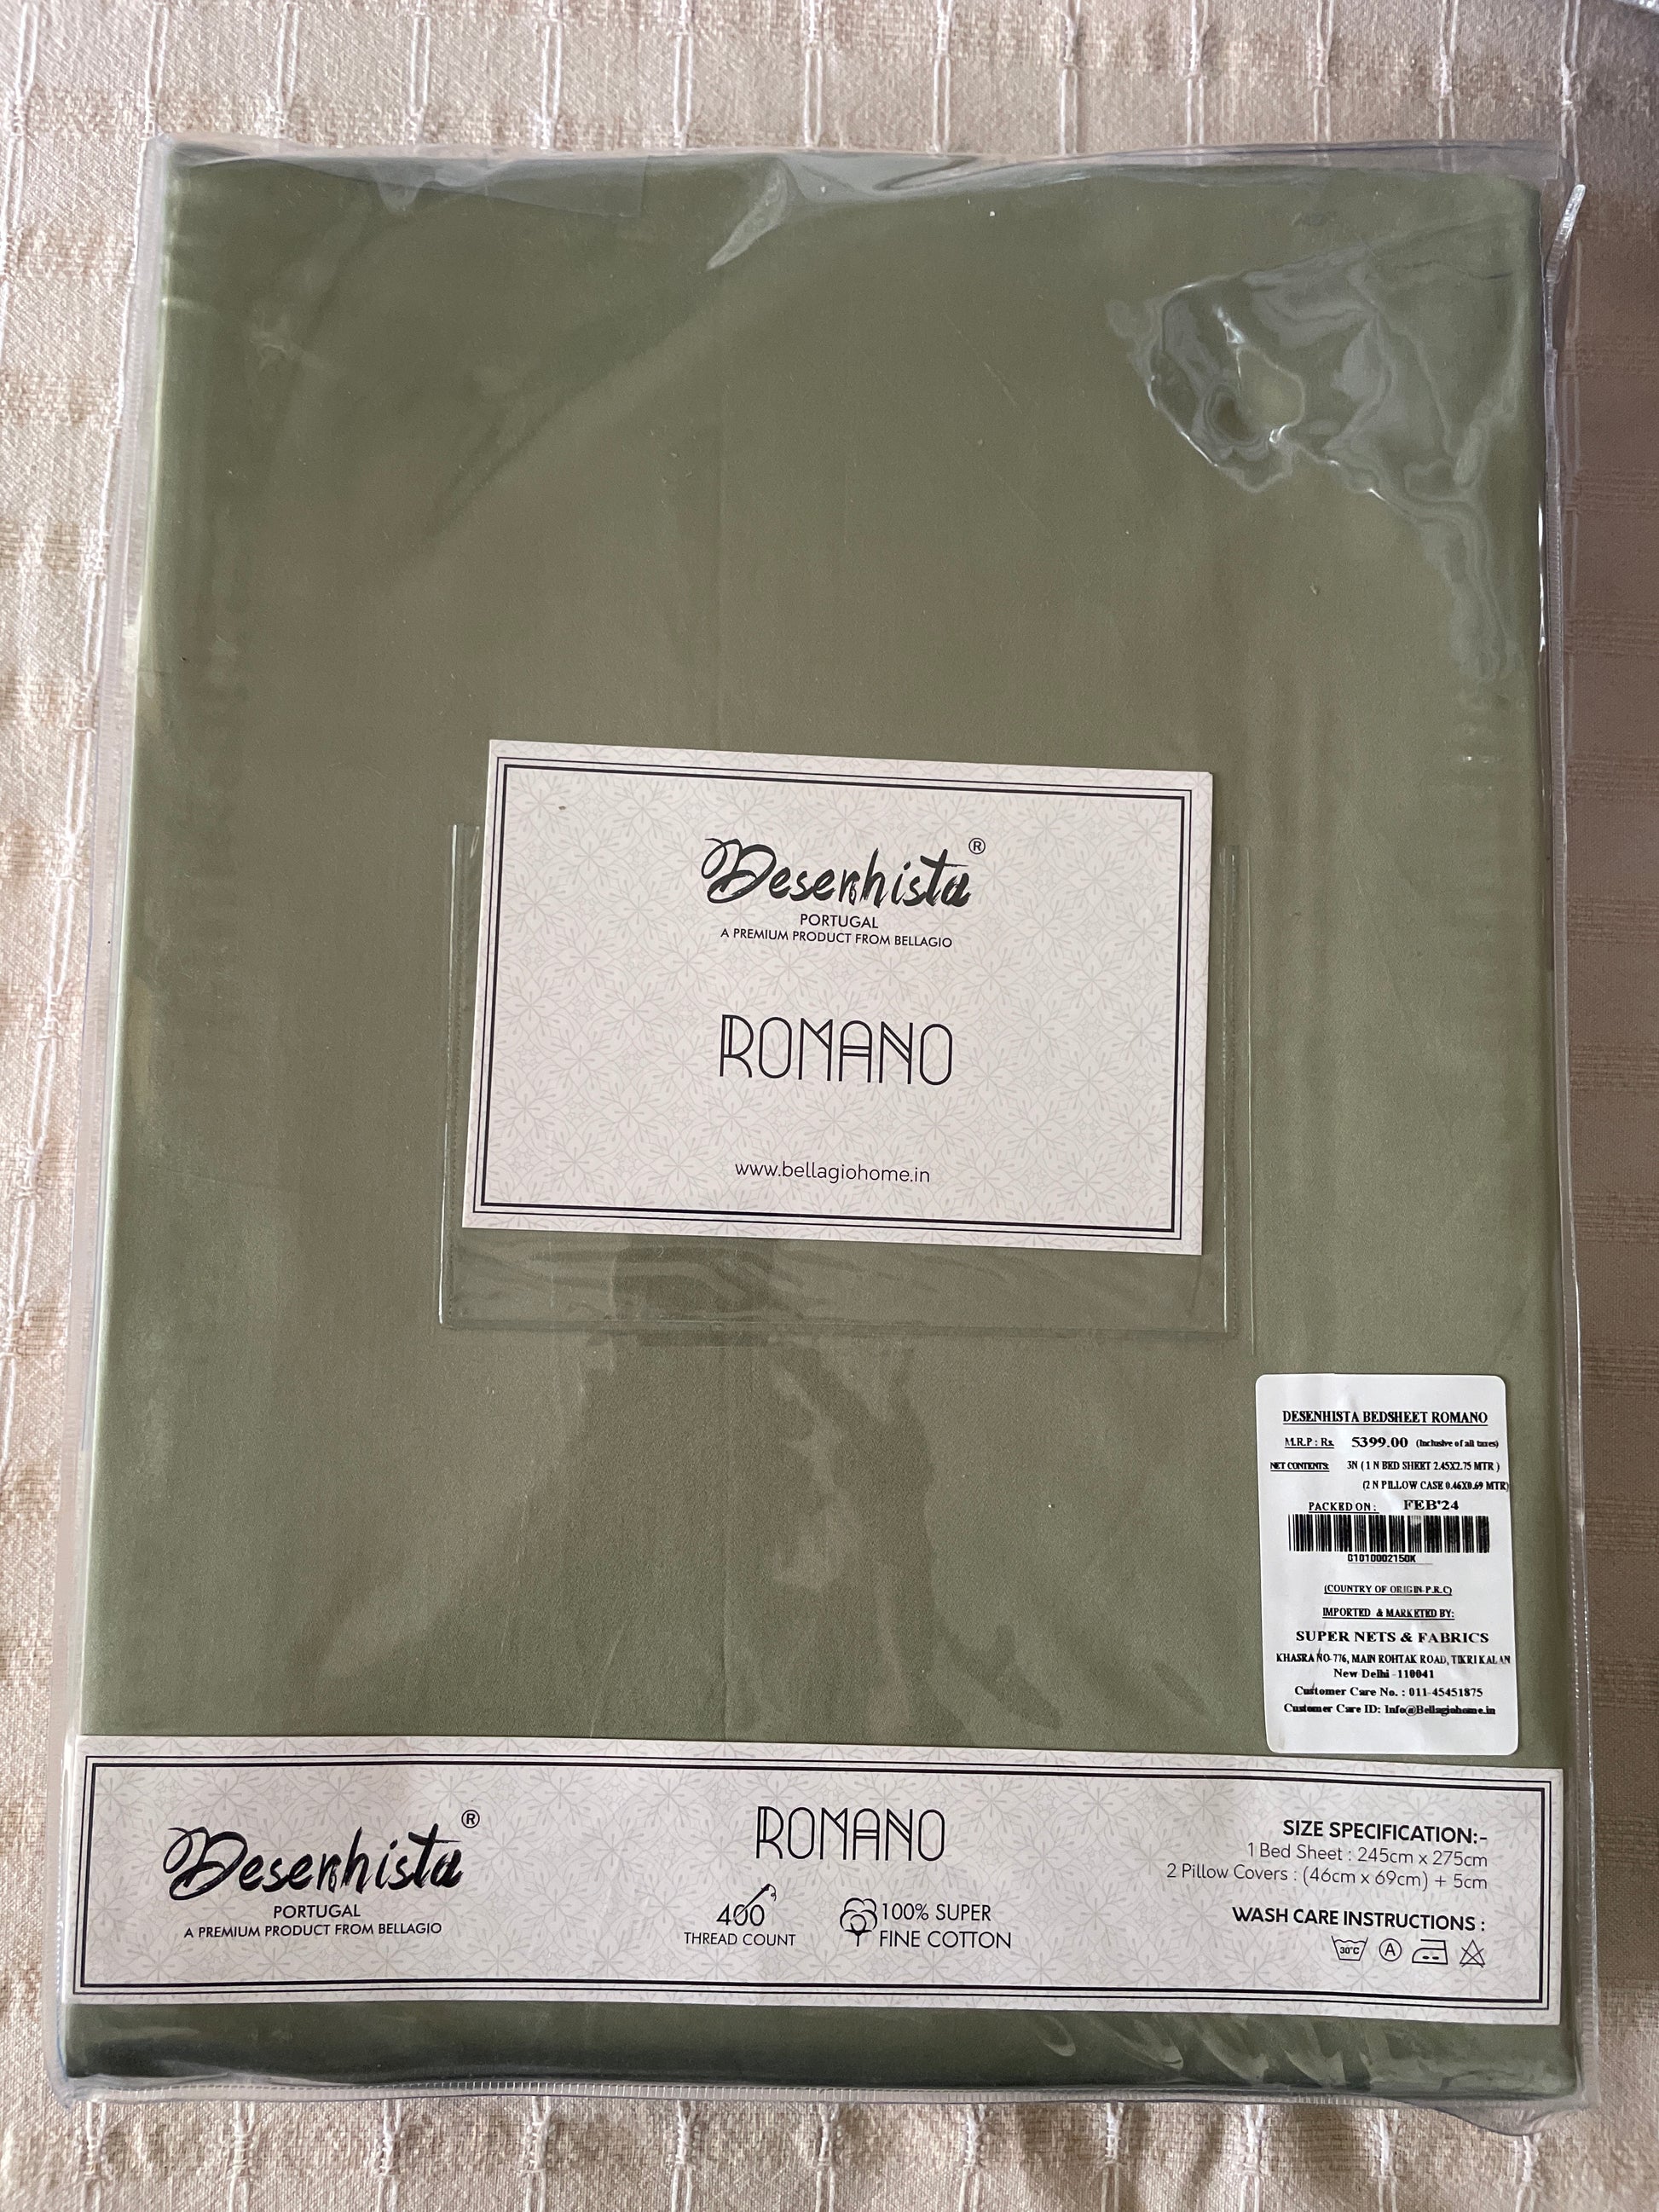 Desenhista®
PORTUGAL
A PREMIUM PRODUCT FROM BELLAGIO
ROMANO
www.bellagiohome.in
DESENHISTA BEDSHEET ROMANO
M.R.P : Rs. 5399.00 (Inclusive of all taxes)
NET CONTENTS: 3N ( 1 N BED SHEET 2.45X2.75 MTR )
(2 N PILLOW CASE 0.46X0.69 MTR)
PACKED ON : FEB'24
G1010002150K
(COUNTRY OF ORIGIN-P.R.C)
IMPORTED & MARKETED BY:
SUPER NETS & FABRICS
KHASRA NO-776, MAIN ROHTAK ROAD, TIKRI KALAN
New Delhi -110041
Customer Care No. : 011-45451875
Customer Care ID: Info@Bellagiohome.in
Desenhista®
PORTUGAL
A PREMIUM PRODUCT FROM BELLAGIO
ROMANO
400
THREAD COUNT
100% SUPER
FINE COTTON
SIZE SPECIFICATION:-
1 Bed Sheet : 245cm x 275cm
2 Pillow Covers : (46cm x 69cm) + 5cm
WASH CARE INSTRUCTIONS :
30°C A